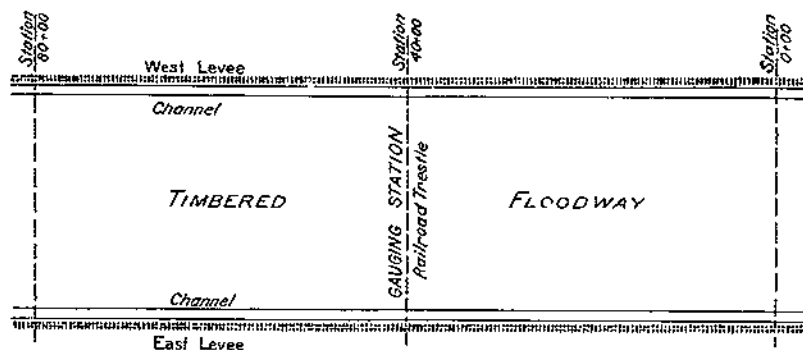 Station
80+00
Station
40+00
Station
0+00
West Levee
Channel
TIMBERED
GAUGING STATION
Railroad Trestle
FLOODWAY
Channel
East Levee